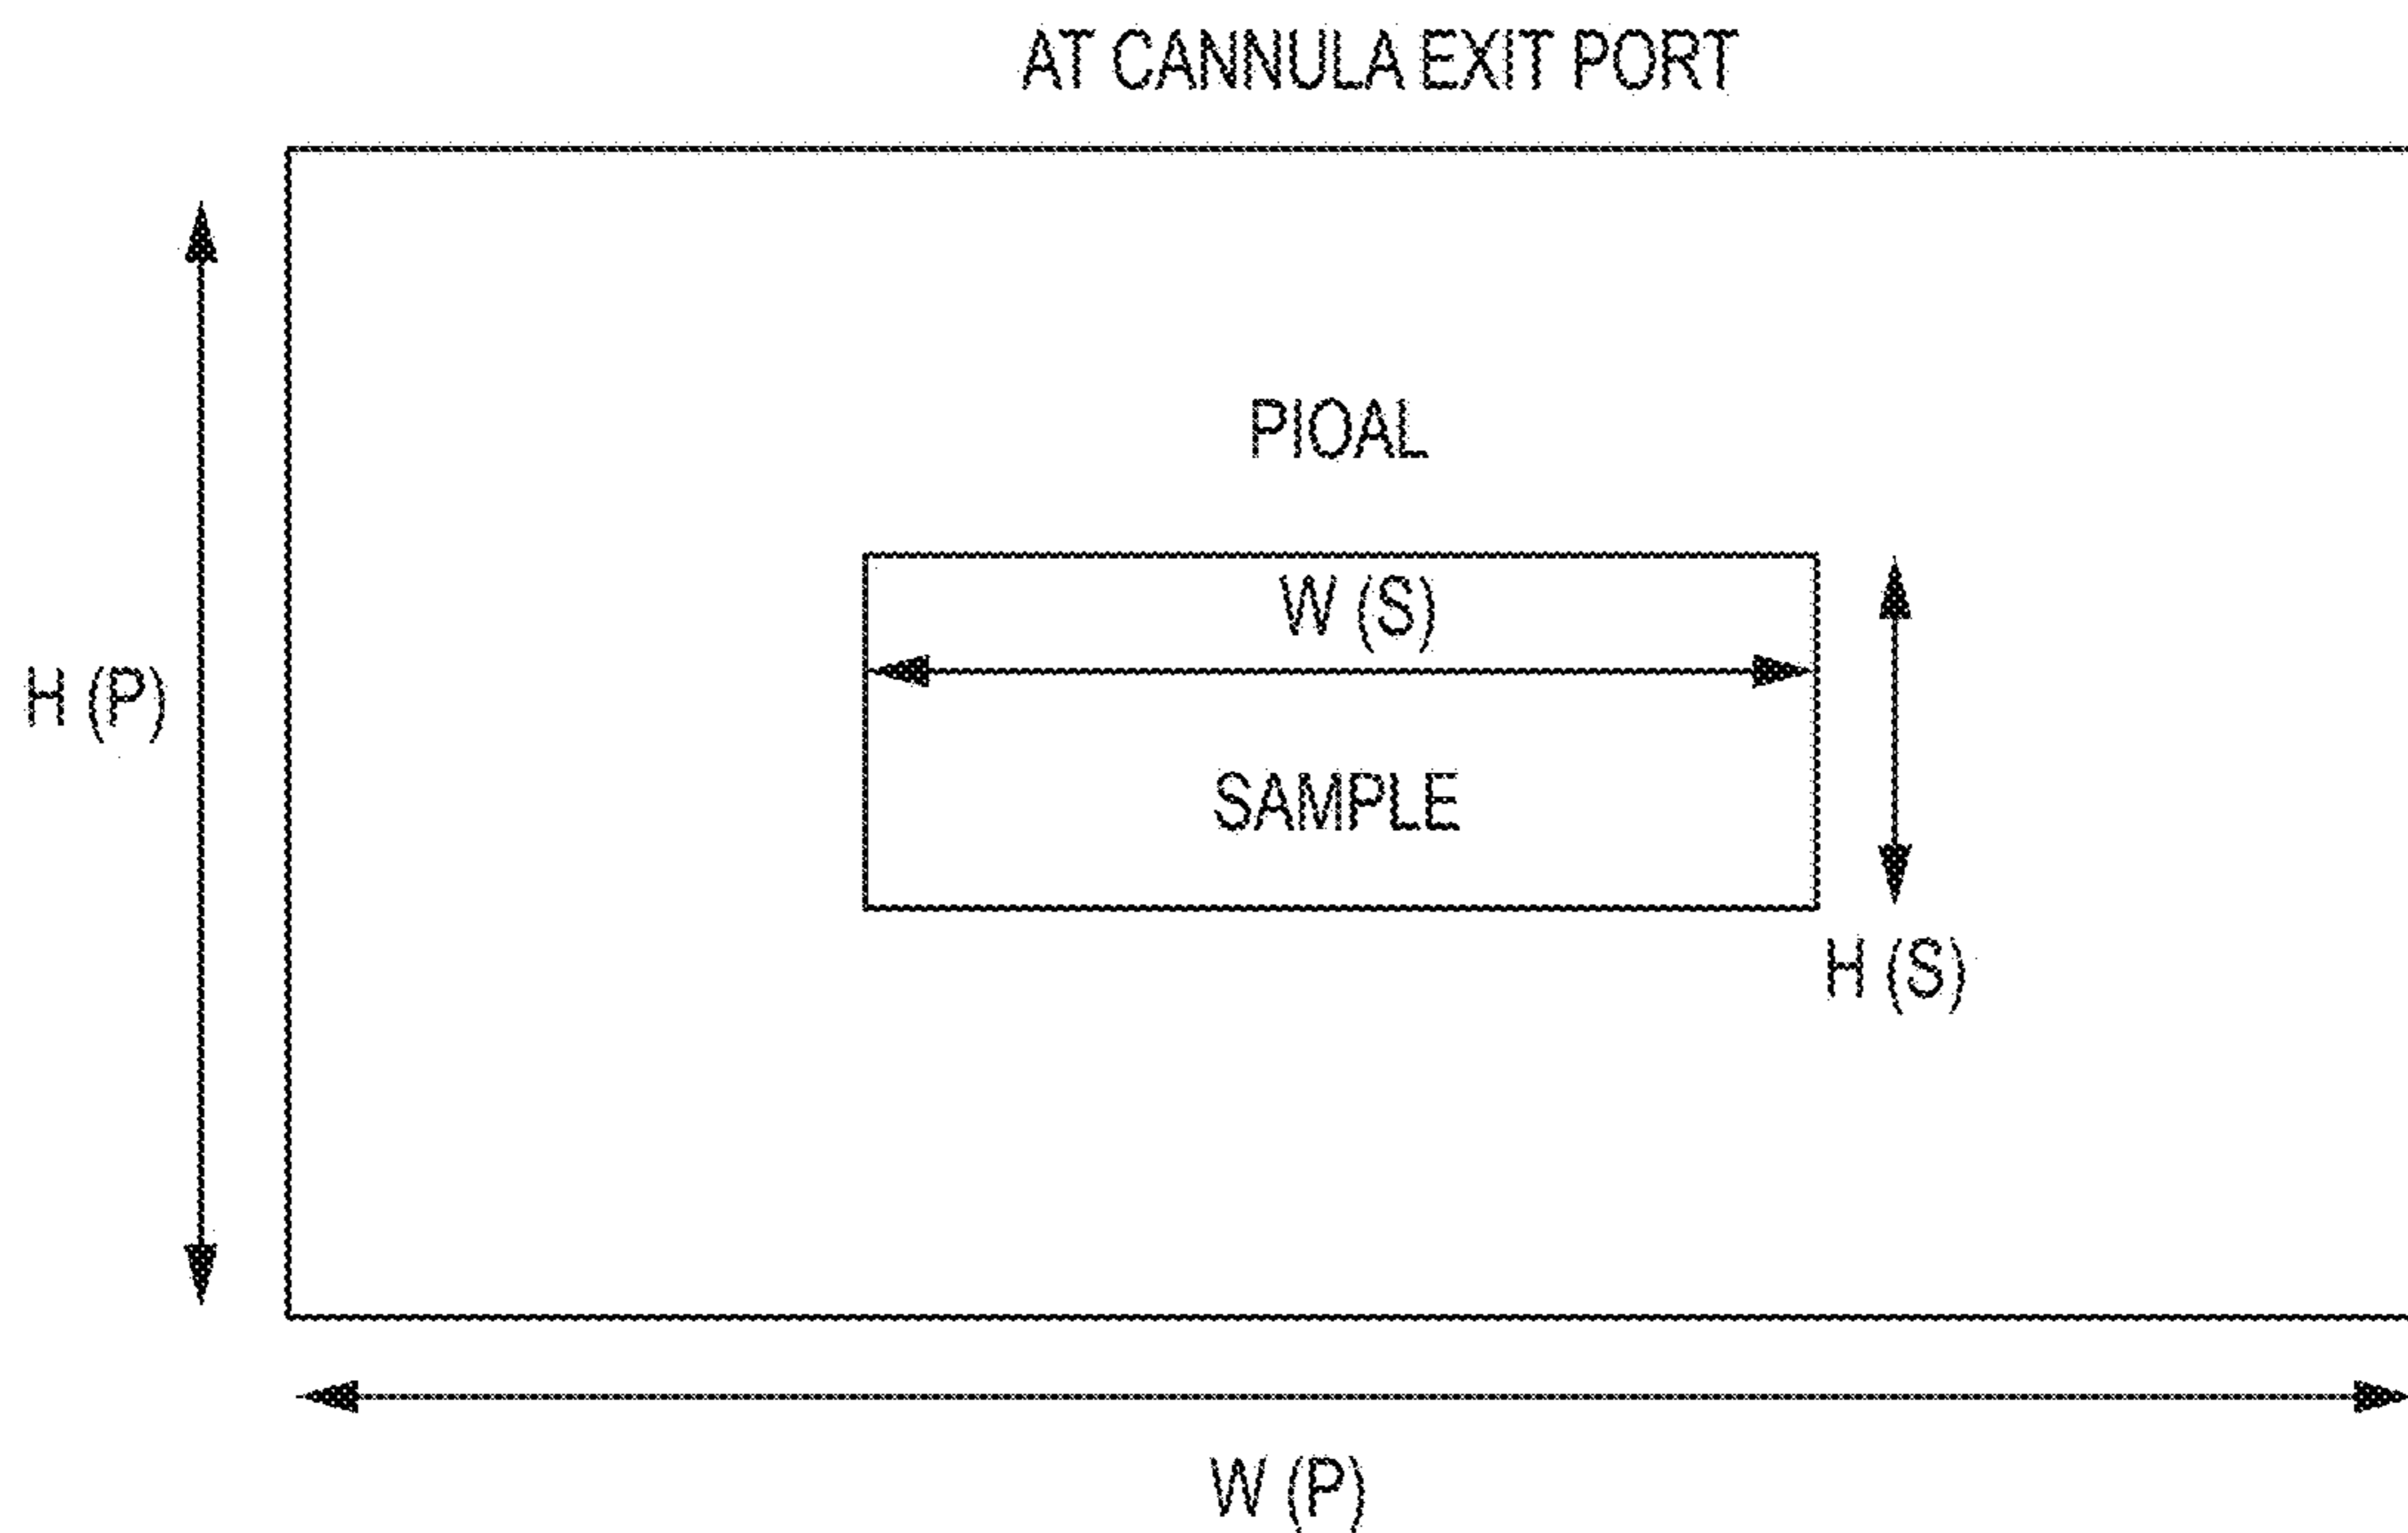 AT CANNULA EXIT PORT
PIOAL
W (S)
H (P)
SAMPLE
H (S)
W (P)